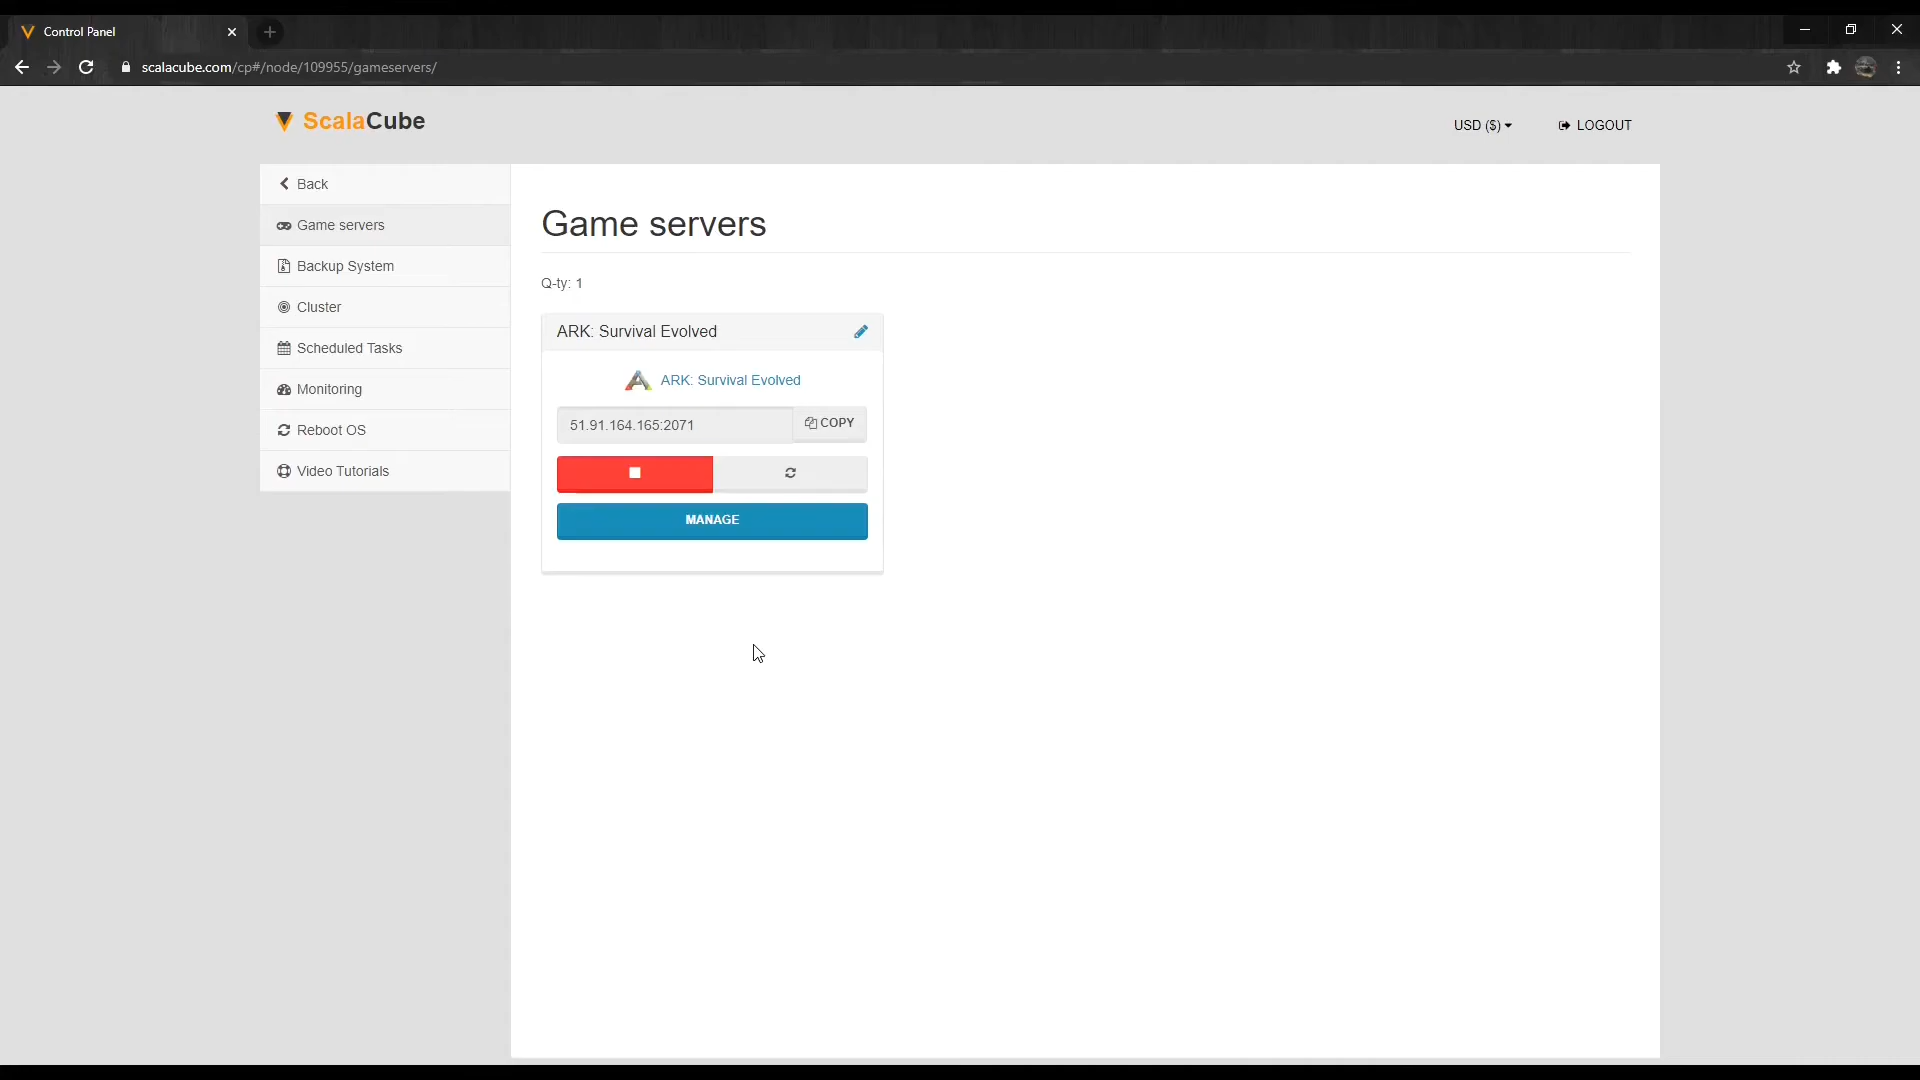 Control Panel
scalacube.com/cp#/node/109955/gameservers/
ScalaCube
USD ($)
LOGOUT
Back
Game servers
Backup System
Cluster
Scheduled Tasks
Monitoring
Reboot OS
Video Tutorials
Game servers
Q-ty: 1
ARK: Survival Evolved
ARK: Survival Evolved
51.91.164.165:2071
COPY
MANAGE